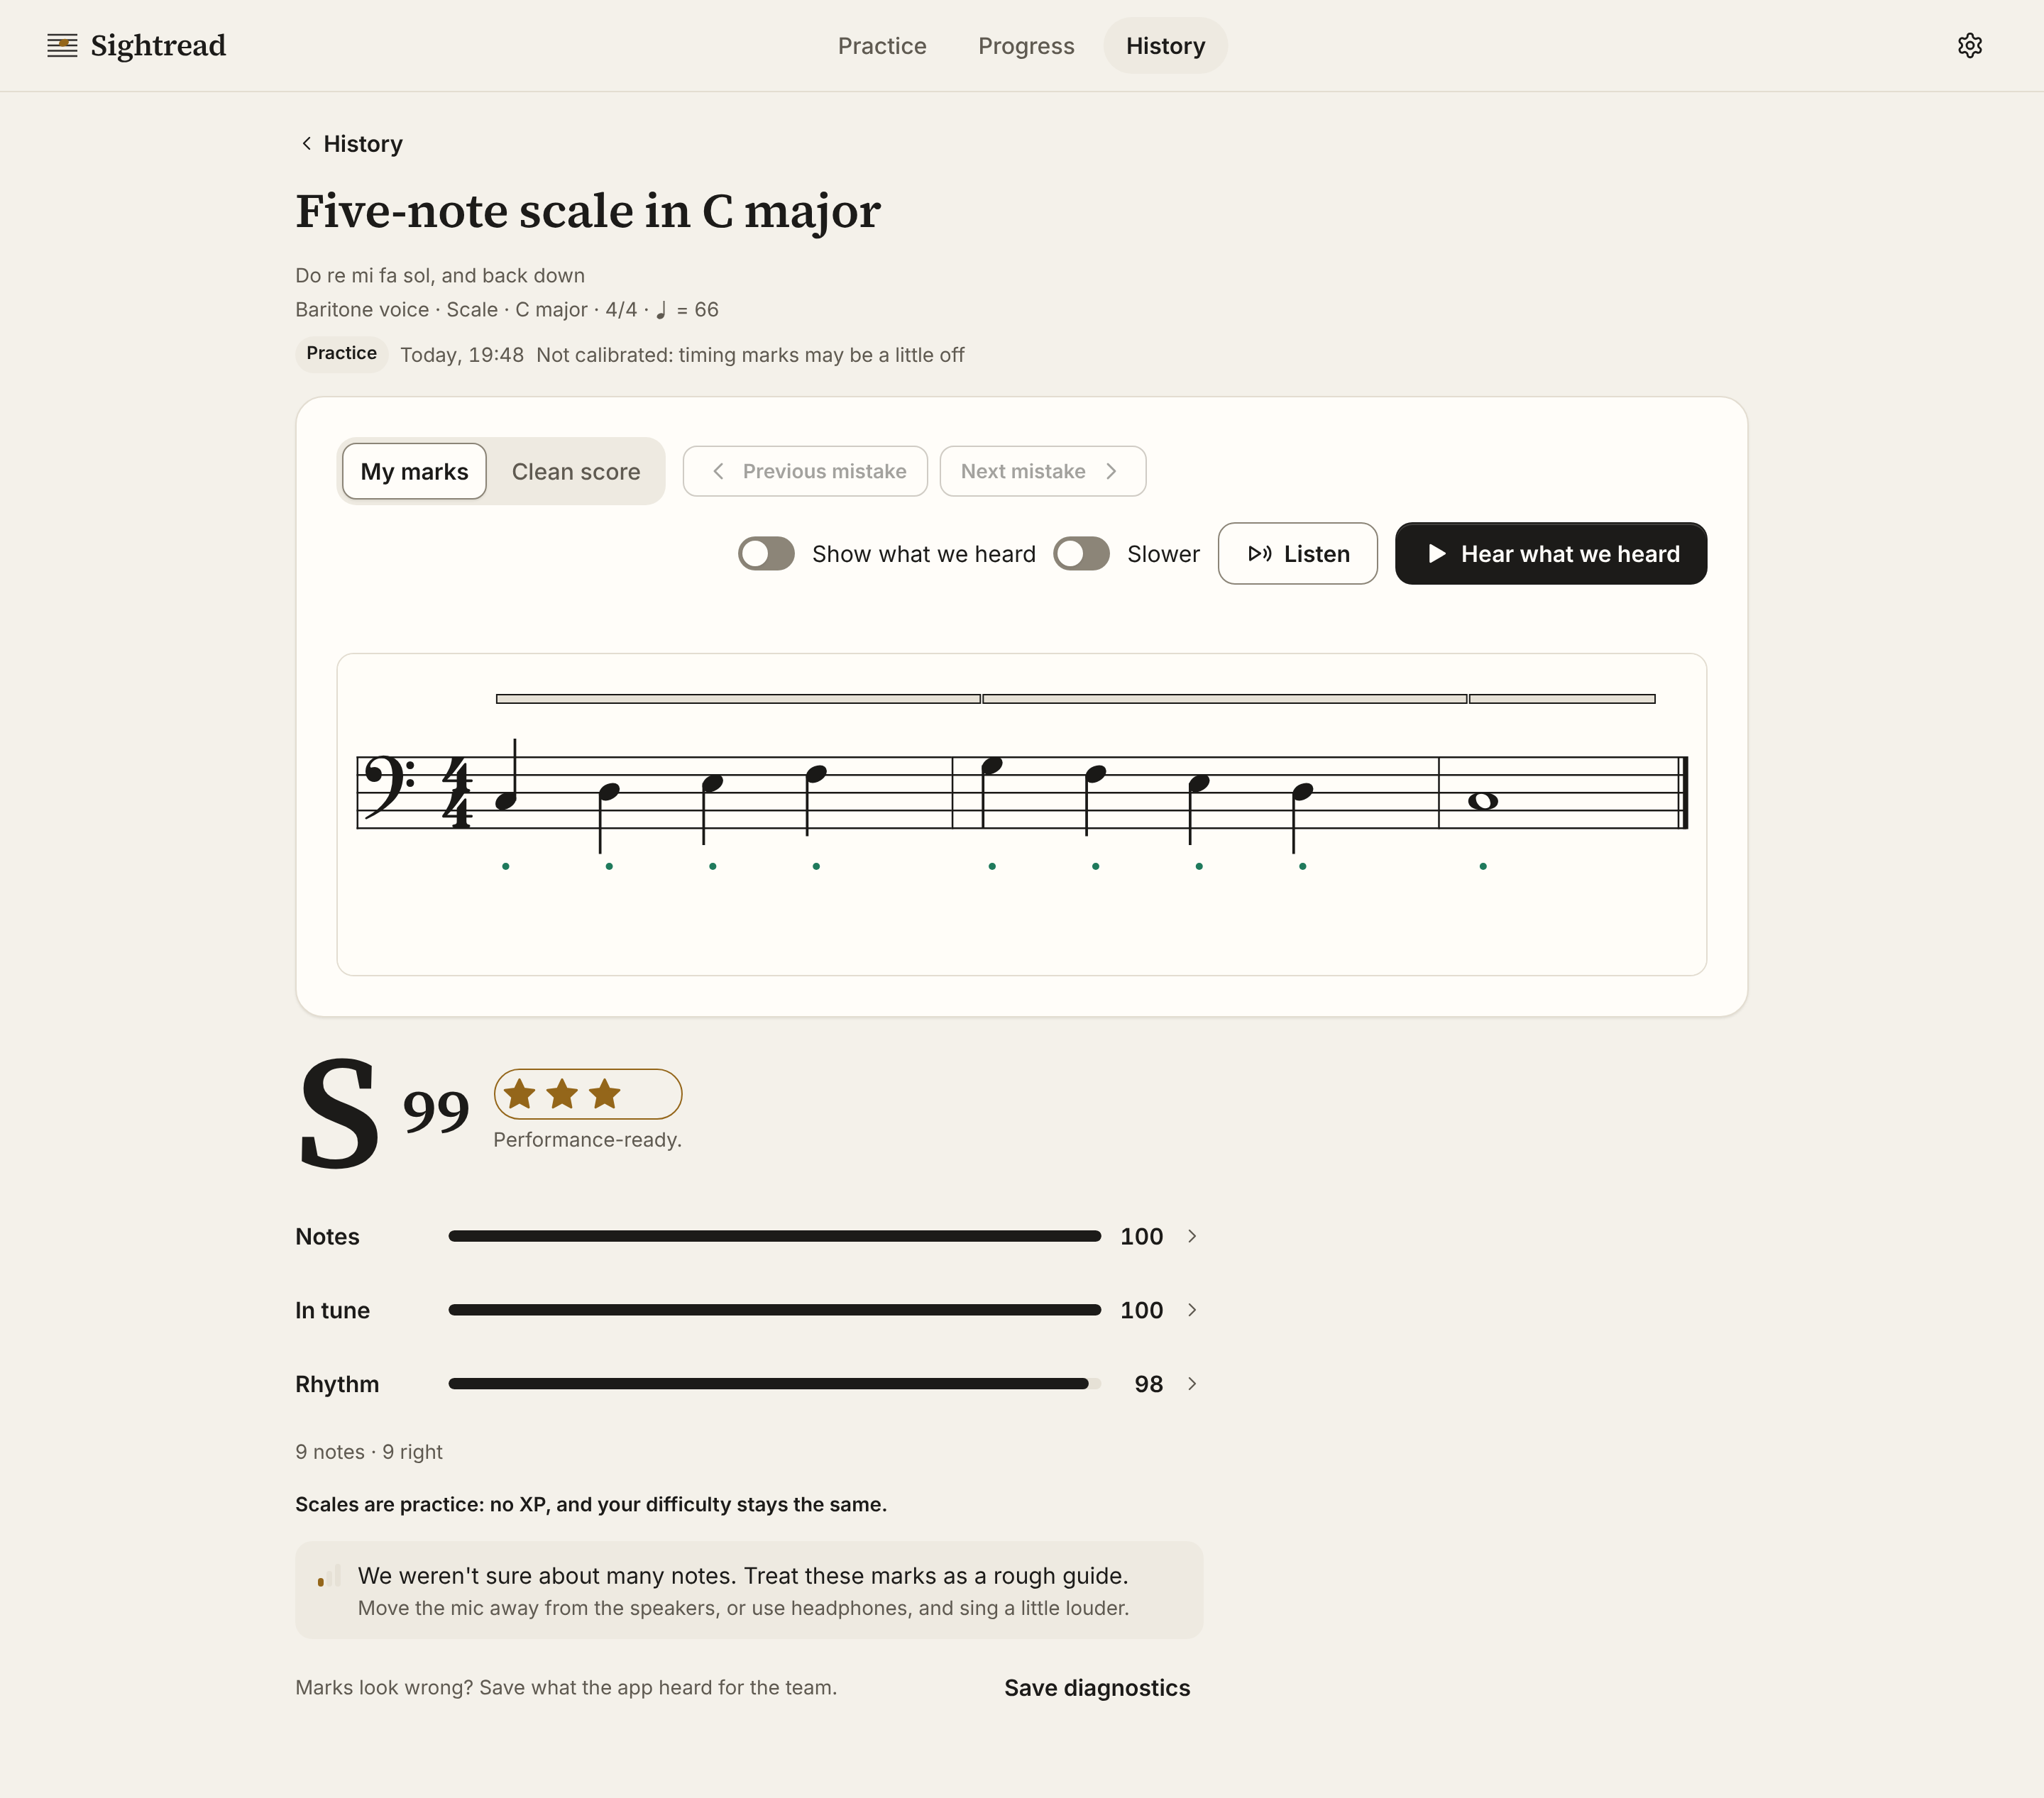 Sightread
Practice
Progress
History
History
Five-note scale in C major
Do re mi fa sol, and back down
Baritone voice · Scale · C major · 4/4 · ♩ = 66
Practice Today, 19:48 Not calibrated: timing marks may be a little off
My marks Clean score Previous mistake Next mistake
Show what we heard Slower Listen Hear what we heard
4
4
S 99
Performance-ready.
Notes 100
In tune 100
Rhythm 98
9 notes · 9 right
Scales are practice: no XP, and your difficulty stays the same.
We weren't sure about many notes. Treat these marks as a rough guide.
Move the mic away from the speakers, or use headphones, and sing a little louder.
Marks look wrong? Save what the app heard for the team. Save diagnostics